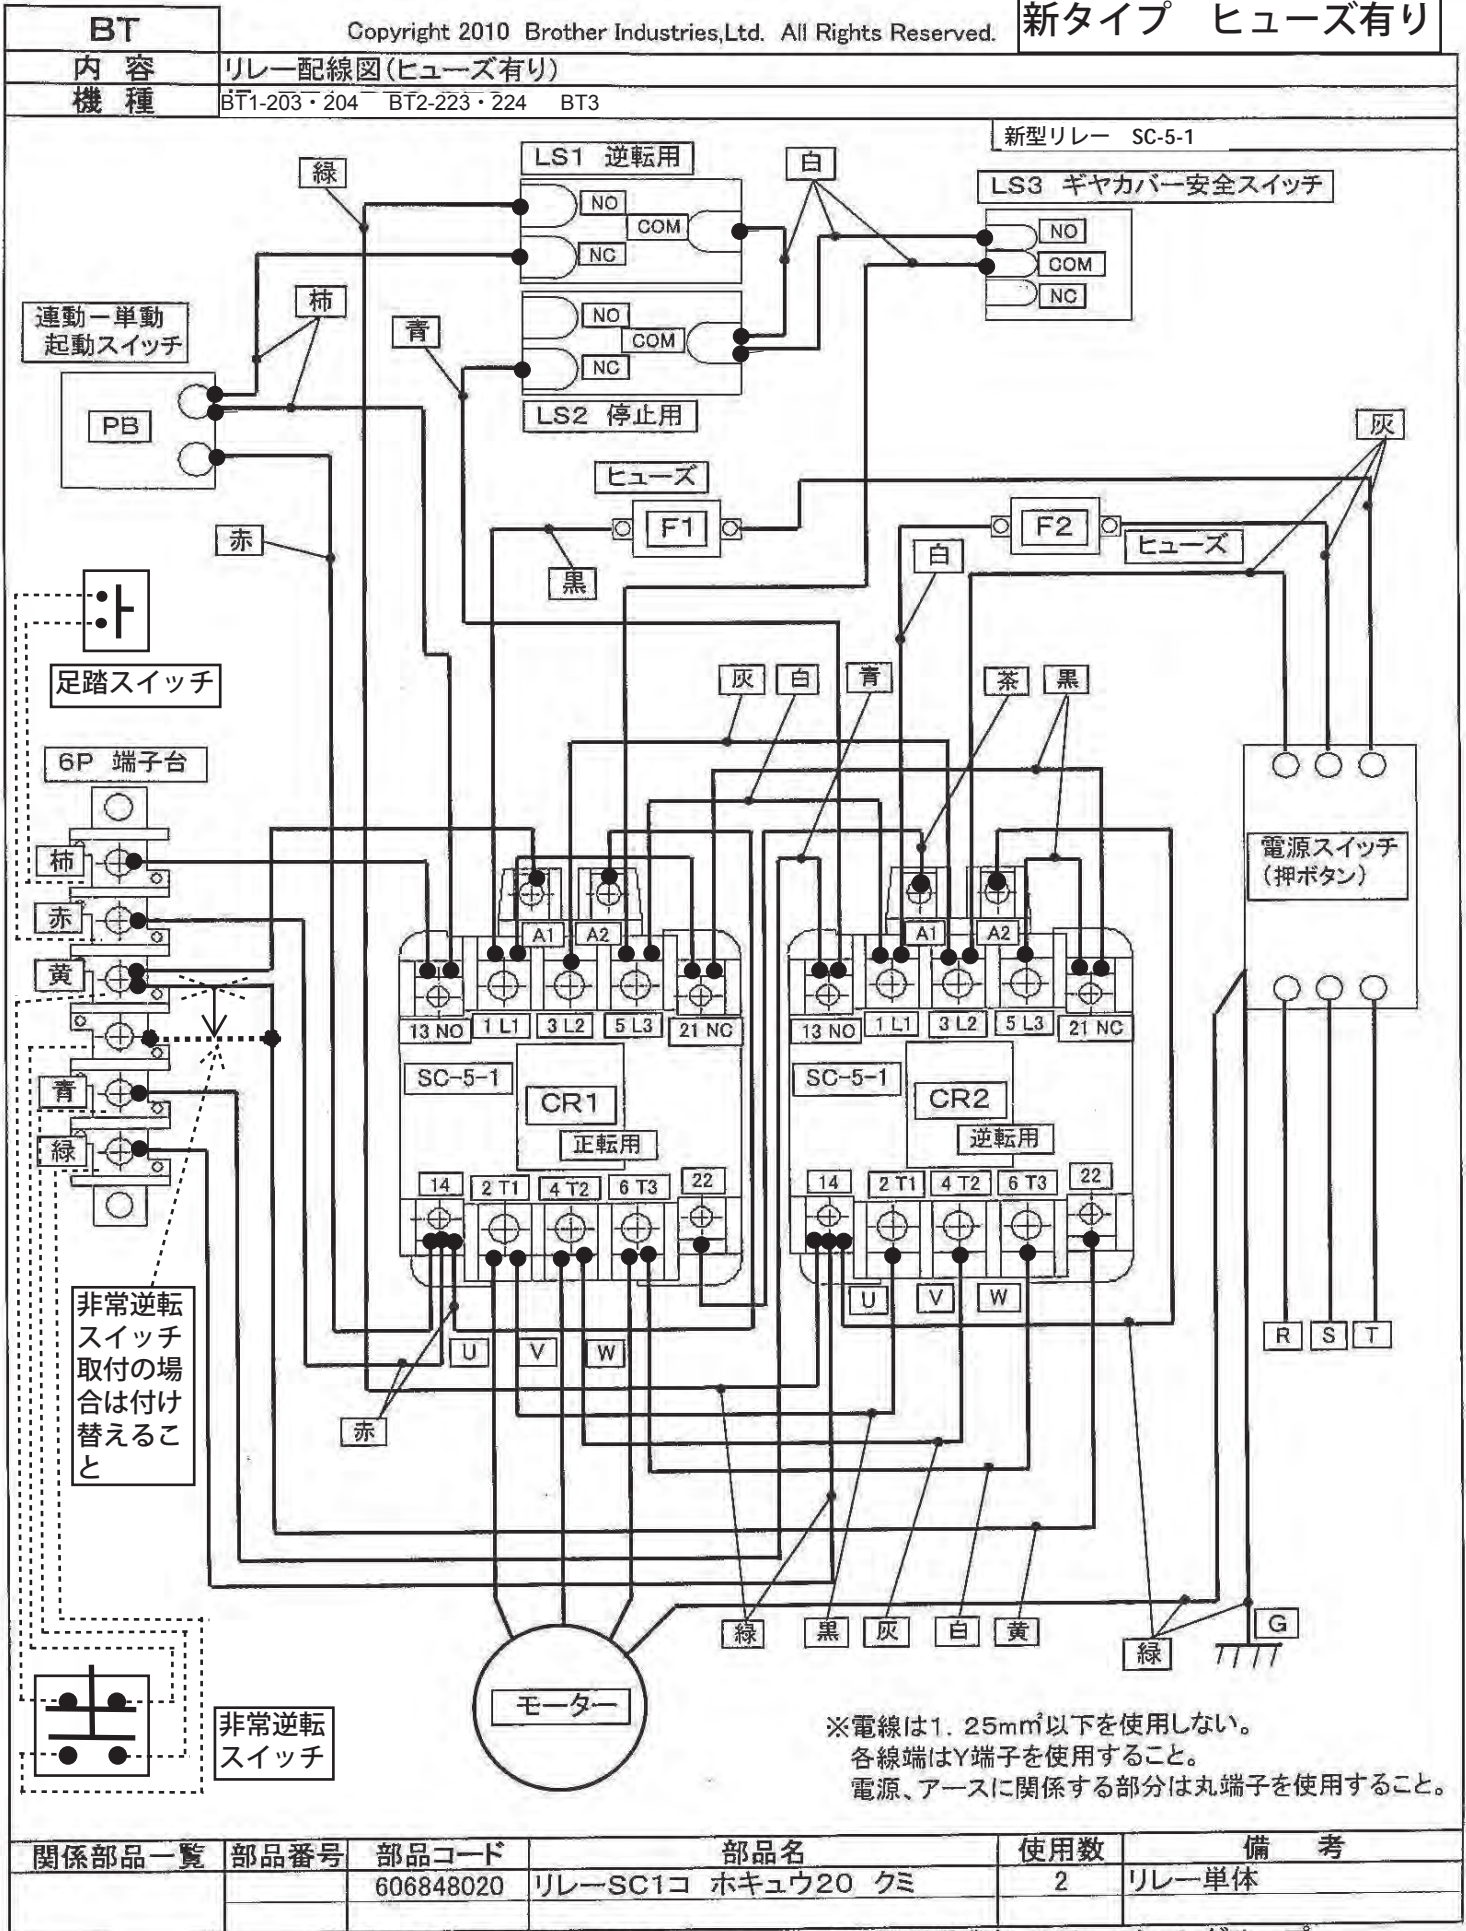 BT
Copyright 2010 Brother Industries,Ltd. All Rights Reserved.
新タイプ　ヒューズ有り
内　容
リレー配線図(ヒューズ有り)
機　種
BT1-203・204　BT2-223・224　BT3
新型リレー　SC-5-1
緑
LS1 逆転用
白
LS3 ギヤカバー安全スイッチ
NO
COM
NC
NO
COM
NC
柿
青
連動－単動
起動スイッチ
NO
COM
NC
PB
LS2 停止用
灰
ヒューズ
F1
F2
ヒューズ
赤
黒
白
足踏スイッチ
灰
白
青
茶
黒
6P 端子台
電源スイッチ
(押ボタン)
柿
赤
黄
青
緑
A1
A2
A1
A2
13 NO
1 L1
3 L2
5 L3
21 NC
13 NO
1 L1
3 L2
5 L3
21 NC
SC-5-1
CR1
正転用
SC-5-1
CR2
逆転用
14
2 T1
4 T2
6 T3
22
14
2 T1
4 T2
6 T3
22
U
V
W
U
V
W
R
S
T
非常逆転
スイッチ
取付の場
合は付け
替えるこ
と
赤
緑
黒
灰
白
黄
緑
G
モーター
非常逆転
スイッチ
※電線は1．25m㎡以下を使用しない。
各線端はY端子を使用すること。
電源、アースに関係する部分は丸端子を使用すること。
関係部品一覧
部品番号
部品コード
部品名
使用数
備　考
606848020
リレーSC1コ ホキュウ20 クミ
2
リレー単体